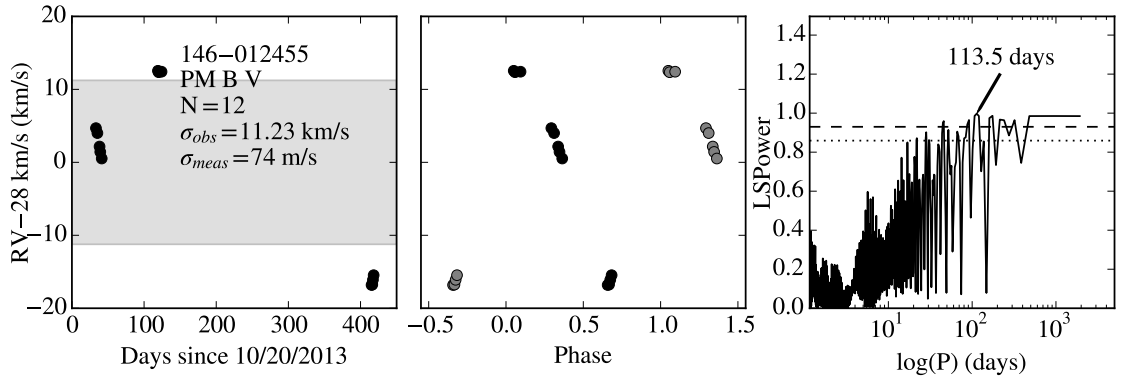 20
10
0
−10
−20
RV−28 km/s (km/s)
146−012455
PM B V
N=12
σobs=11.23 km/s
σmeas=74 m/s
0 100 200 300 400
Days since 10/20/2013
−0.5 0.0 0.5 1.0 1.5
Phase
1.4
1.2
1.0
0.8
0.6
0.4
0.2
0.0
LSPower
113.5 days
10¹ 10² 10³
log(P) (days)